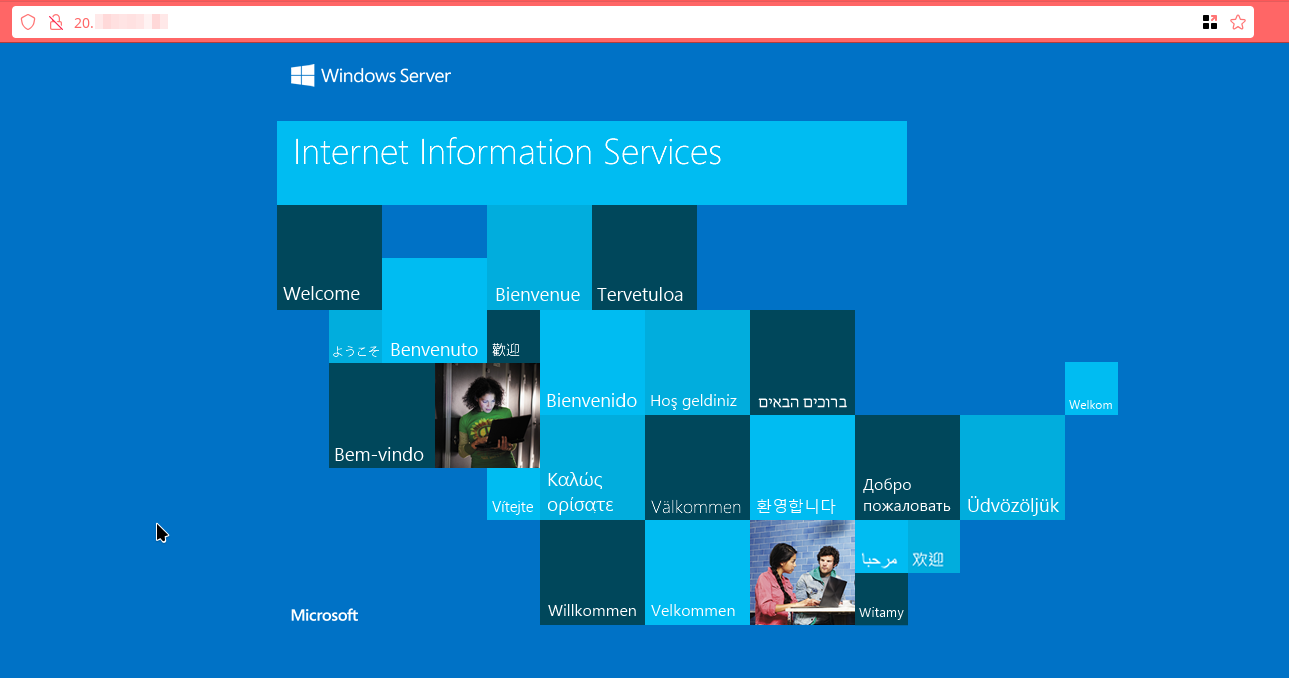 20.
Windows Server
Internet Information Services
Welcome
Bienvenue
Tervetuloa
ようこそ
Benvenuto
歡迎
Bienvenido
Hoş geldiniz
ברוכים הבאים
Welkom
Bem-vindo
Vítejte
Καλώς
ορίσατε
Välkommen
환영합니다
Добро
пожаловать
Üdvözöljük
مرحبا
欢迎
Willkommen
Velkommen
Witamy
Microsoft